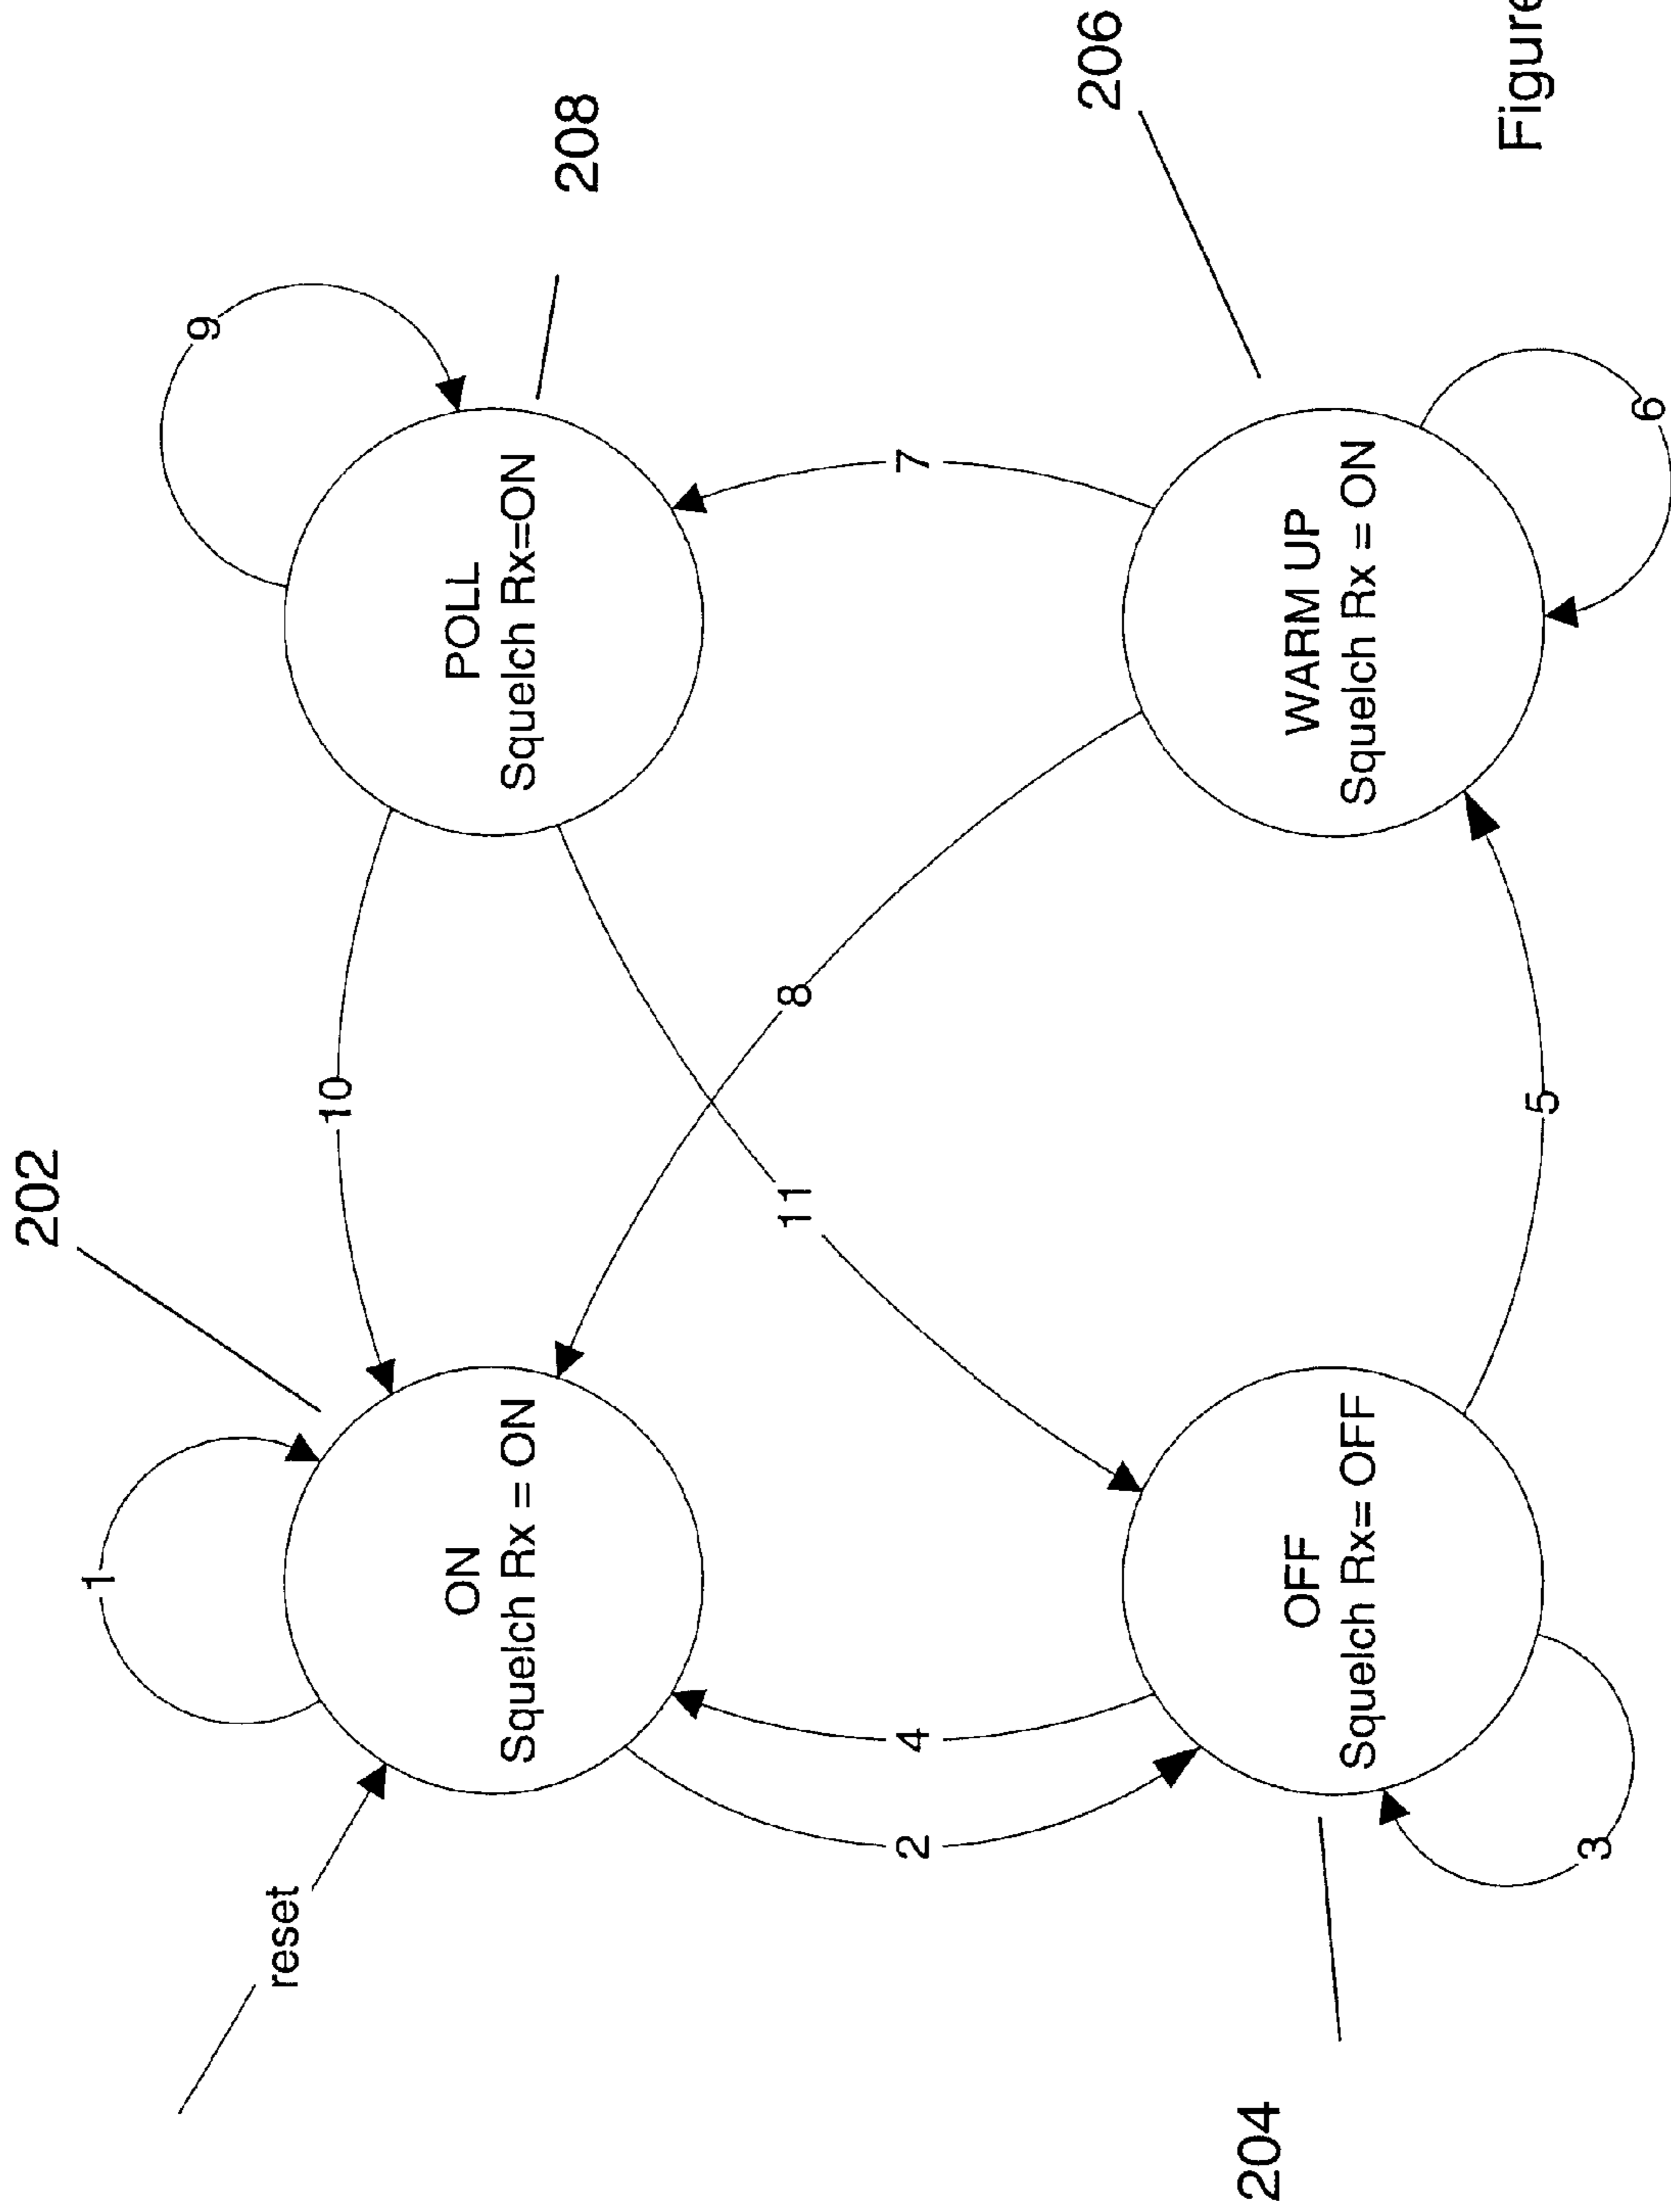 202
1
9
reset
10
ON
Squelch Rx = ON
POLL
Squelch Rx=ON
208
11
8
2
4
7
206
204
OFF
Squelch Rx= OFF
WARM UP
Squelch Rx = ON
Figure
5
3
6